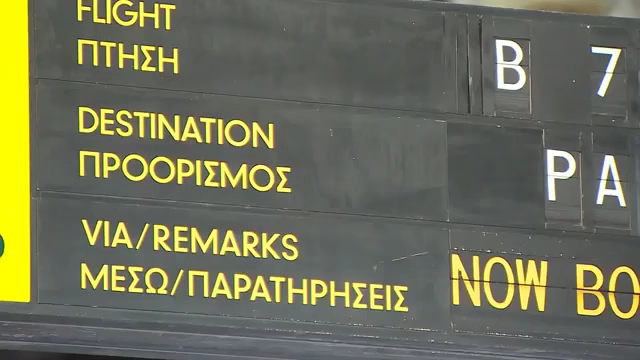 FLIGHT
ΠΤΗΣΗ
B 7
DESTINATION
ΠΡΟΟΡΙΣΜΟΣ
PA
VIA/REMARKS
ΜΕΣΩ/ΠΑΡΑΤΗΡΗΣΕΙΣ
NOW BO